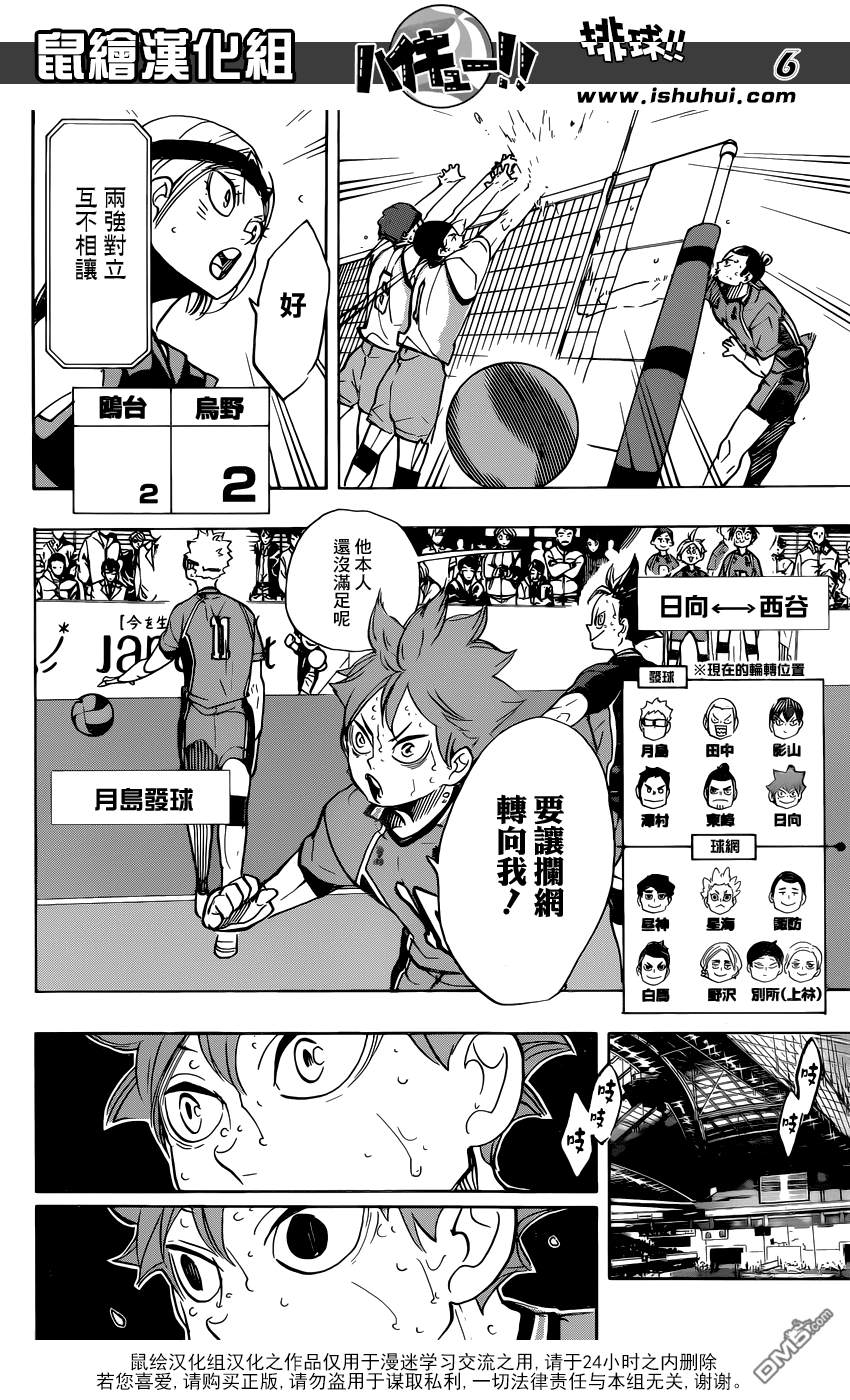 鼠繪漢化組
ハイキュー!!
排球!!
6
www.ishuhui.com
兩強對立
互不相讓
好
鷗台
烏野
2
2
他本人
還沒滿足呢
日向←→西谷
※現在的輪轉位置
發球
月島
田中
影山
澤村
東峰
日向
球網
昼神
星海
諏訪
白馬
野沢
別所(上林)
[今を生
Japa
t
11
月島發球
要讓攔網
轉向我!
吱
吱
吱
吱
吱
DM5.com
鼠绘汉化组汉化之作品仅用于漫迷学习交流之用,请于24小时之内删除
若您喜爱,请购买正版,请勿盗用于谋取私利,一切法律责任与本组无关,谢谢.